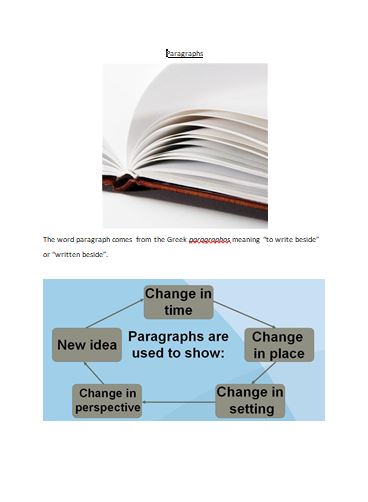 Paragraphs
The word paragraph comes from the Greek paragraphos meaning "to write beside"
or "written beside".
Change in
time
New idea
Paragraphs are
used to show:
Change
in place
Change in
perspective
Change in
setting